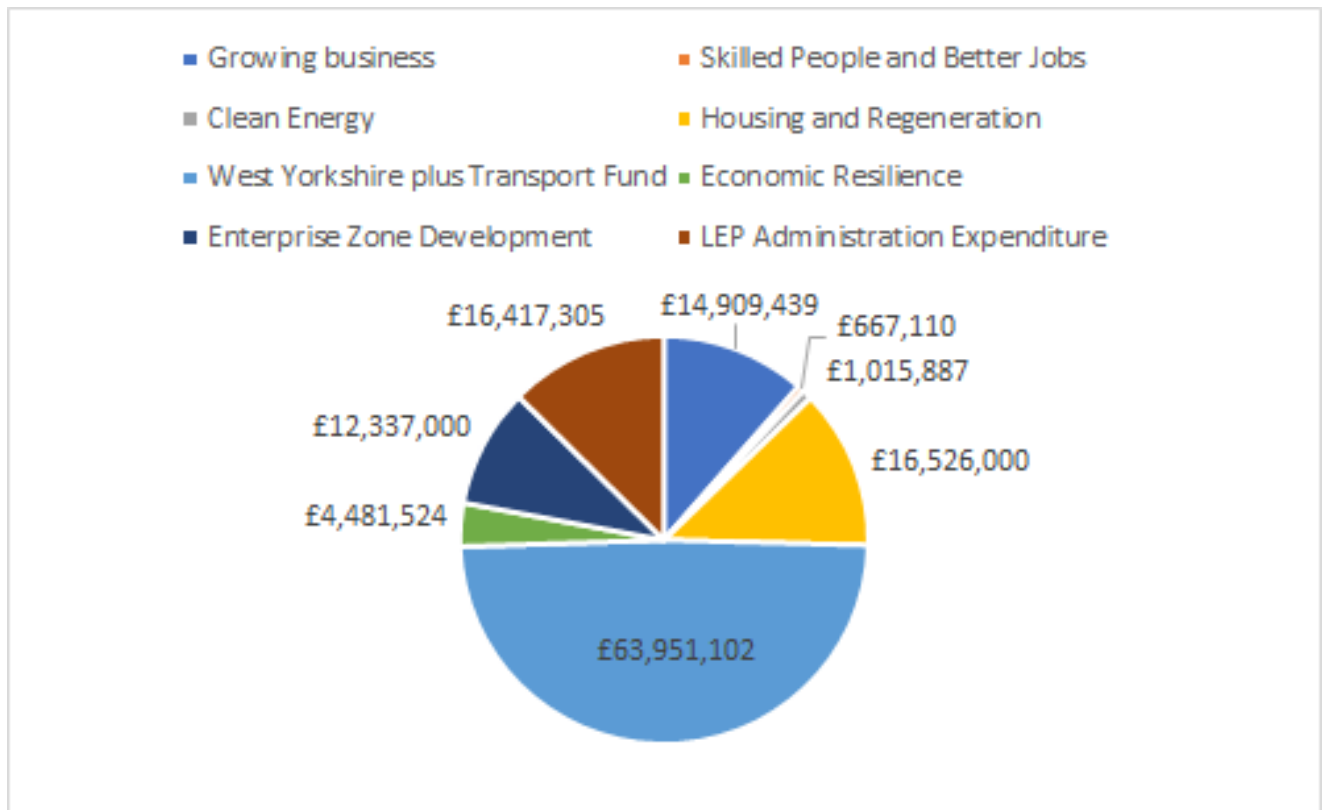 Growing business
Skilled People and Better Jobs
Clean Energy
Housing and Regeneration
West Yorkshire plus Transport Fund
Economic Resilience
Enterprise Zone Development
LEP Administration Expenditure
£16,417,305
£14,909,439
£667,110
£1,015,887
£12,337,000
£16,526,000
£4,481,524
£63,951,102